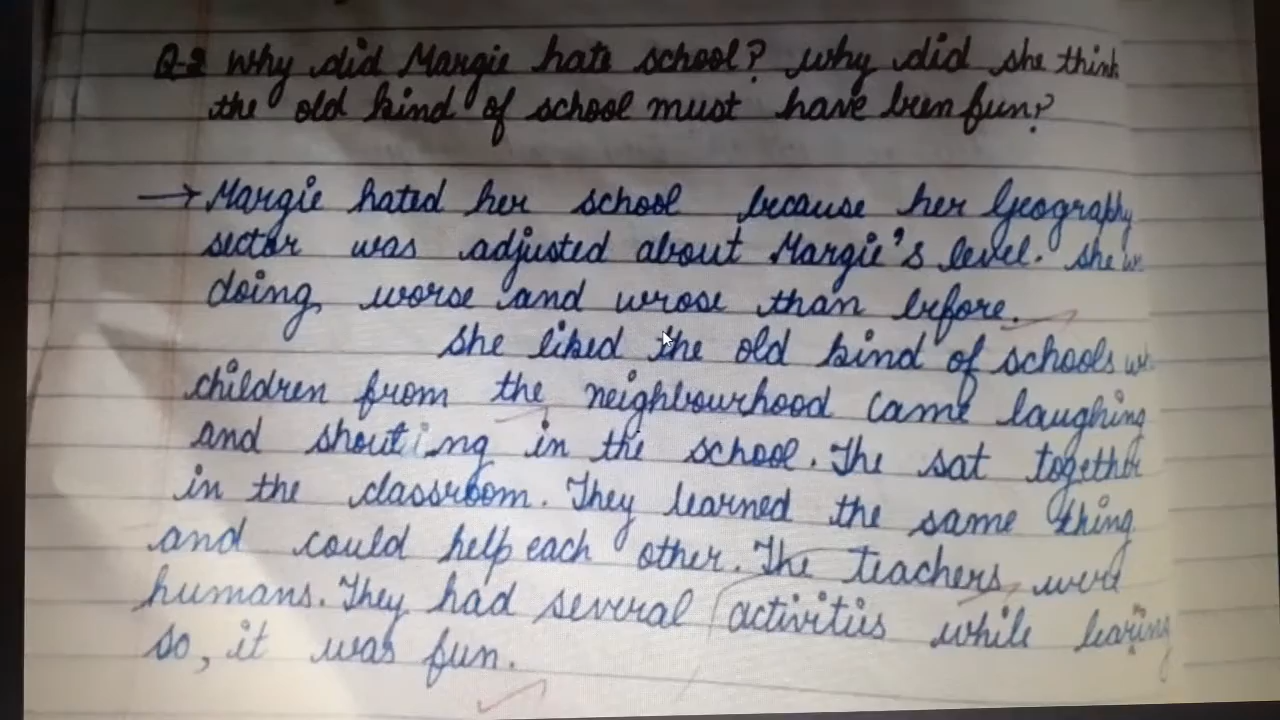 Q-2 Why did Margie hate school? why did she think
the old kind of school must have been fun?
→ Margie hated her school because her Geography
sector was adjusted about Margie's level. she
doing worse and wrose than before.
She liked the old kind of schools
children from the neighbourhood came laughing
and shouting in the school. The sat together
in the classroom. They learned the same thing
and could help each other. The teachers were
humans. They had several activities while learing
so, it was fun.